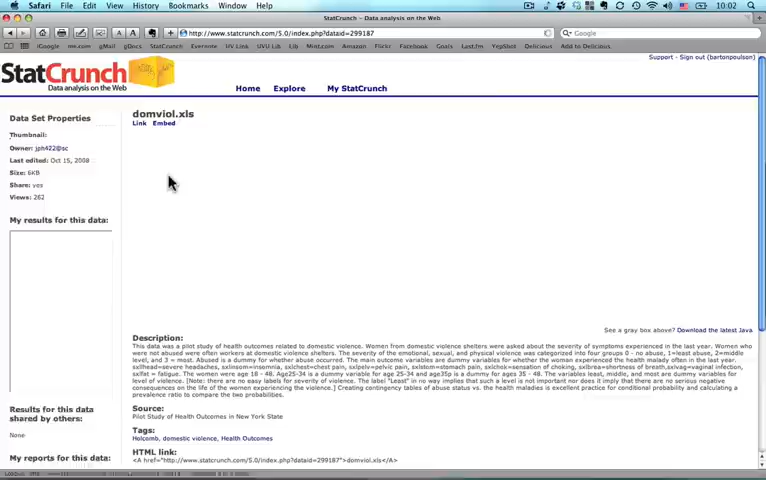 Safari File Edit View History Bookmarks Window Help 10:02
StatCrunch – Data analysis on the Web
http://www.statcrunch.com/5.0/index.php?dataid=299187 Google
iGoogle me.com gMail gDocs StatCrunch Evernote UV Link UVU Lib Mint.com Amazon Flickr Facebook Goals Last.fm YepSlot Delicious Add to Delicious
Support - Sign out (bartonpoulson)
StatCrunch
Data analysis on the Web
Home Explore My StatCrunch
domviol.xls
Link Embed
Data Set Properties
Thumbnail:
Owner: jph422@sc
Last edited: Oct 15, 2008
Size: 6KB
Share: yes
Views: 262
My results for this data:
See a gray box above? Download the latest Java.
Description:
This data was a pilot study of health outcomes related to domestic violence. Women from domestic violence shelters were asked about the severity of symptoms experienced in the last year. Women who
were not abused were often workers at domestic violence shelters. The severity of the emotional, sexual, and physical violence was categorized into four groups 0 - no abuse, 1=least abuse, 2=middle
level, and 3 = most. Abused is a dummy for whether abuse occurred. The main outcome variables are dummy variables for whether the woman experienced the health malady often in the last year.
sxlhead=severe headaches, sxlinsom=insomnia, sxlchest=chest pain, sxlpelv=pelvic pain, sxlstom=stomach pain, sxlchok=sensation of choking, sxlbrea=shortness of breath,sxlvag=vaginal infection,
sxlfat = fatigue. The women were age 18 - 48. Age25-34 is a dummy variable for age 25-34 and age35p is a dummy for ages 35 - 48. The variables least, middle, and most are dummy variables for
level of violence. [Note: there are no easy labels for severity of violence. The label "Least" in no way implies that such a level is not important nor does it imply that there are no serious negative
consequences on the life of the women experiencing the violence.] Creating contingency tables of abuse status vs. the health maladies is excellent practice for conditional probability and calculating a
prevalence ratio to compare the two probabilities.
Source:
Pilot Study of Health Outcomes in New York State
Tags:
Holcomb, domestic violence, Health Outcomes
HTML link:
<A href="http://www.statcrunch.com/5.0/index.php?dataid=299187">domviol.xls</A>
Results for this data
shared by others:
None
My reports for this data: